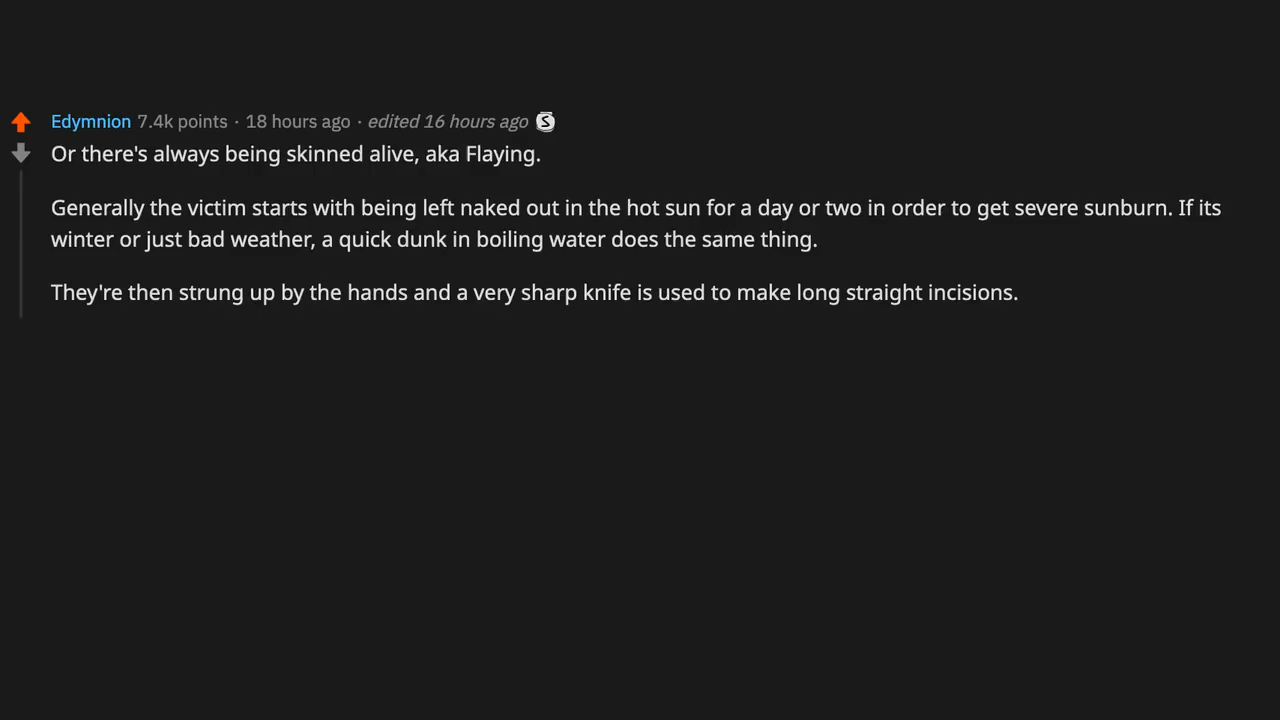 Edymnion 7.4k points · 18 hours ago · edited 16 hours ago S
Or there's always being skinned alive, aka Flaying.
Generally the victim starts with being left naked out in the hot sun for a day or two in order to get severe sunburn. If its
winter or just bad weather, a quick dunk in boiling water does the same thing.
They're then strung up by the hands and a very sharp knife is used to make long straight incisions.